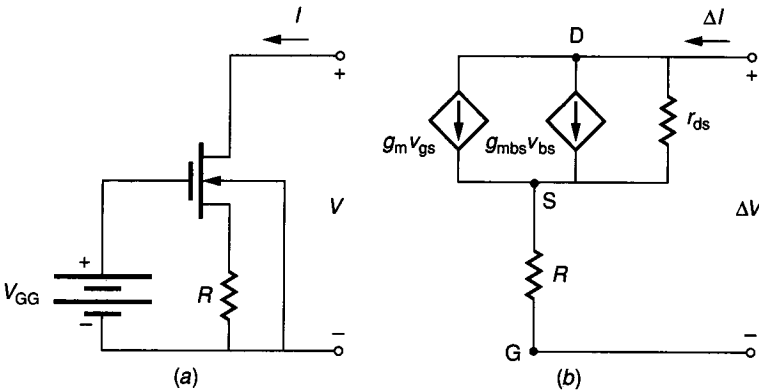 I
+
V
+
V_GG
−
R
−
(a)
ΔI
D
+
g_m v_gs
g_mbs v_bs
r_ds
S
ΔV
R
−
G
(b)